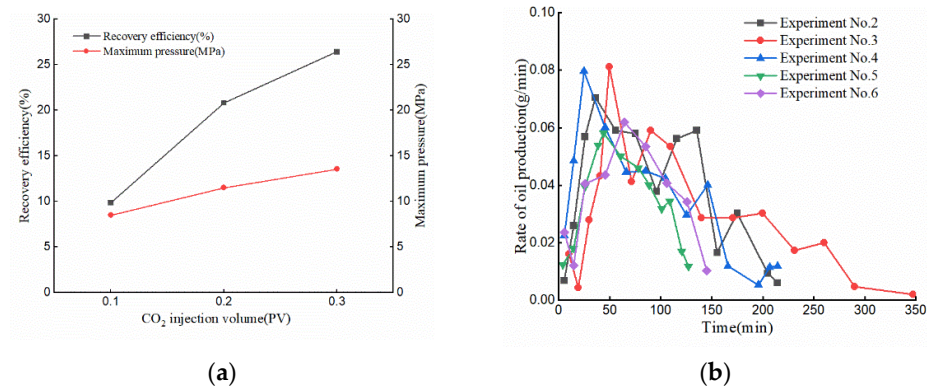 30
25
20
15
10
5
0
Recovery efficiency(%)
Recovery efficiency(%)
Maximum pressure(MPa)
30
25
20
15
10
5
0
Maximum pressure(MPa)
0.1 0.2 0.3
CO₂ injection volume(PV)
(a)
0.10
0.08
0.06
0.04
0.02
0.00
Rate of oil production(g/min)
Experiment No.2
Experiment No.3
Experiment No.4
Experiment No.5
Experiment No.6
0 50 100 150 200 250 300 350
Time(min)
(b)